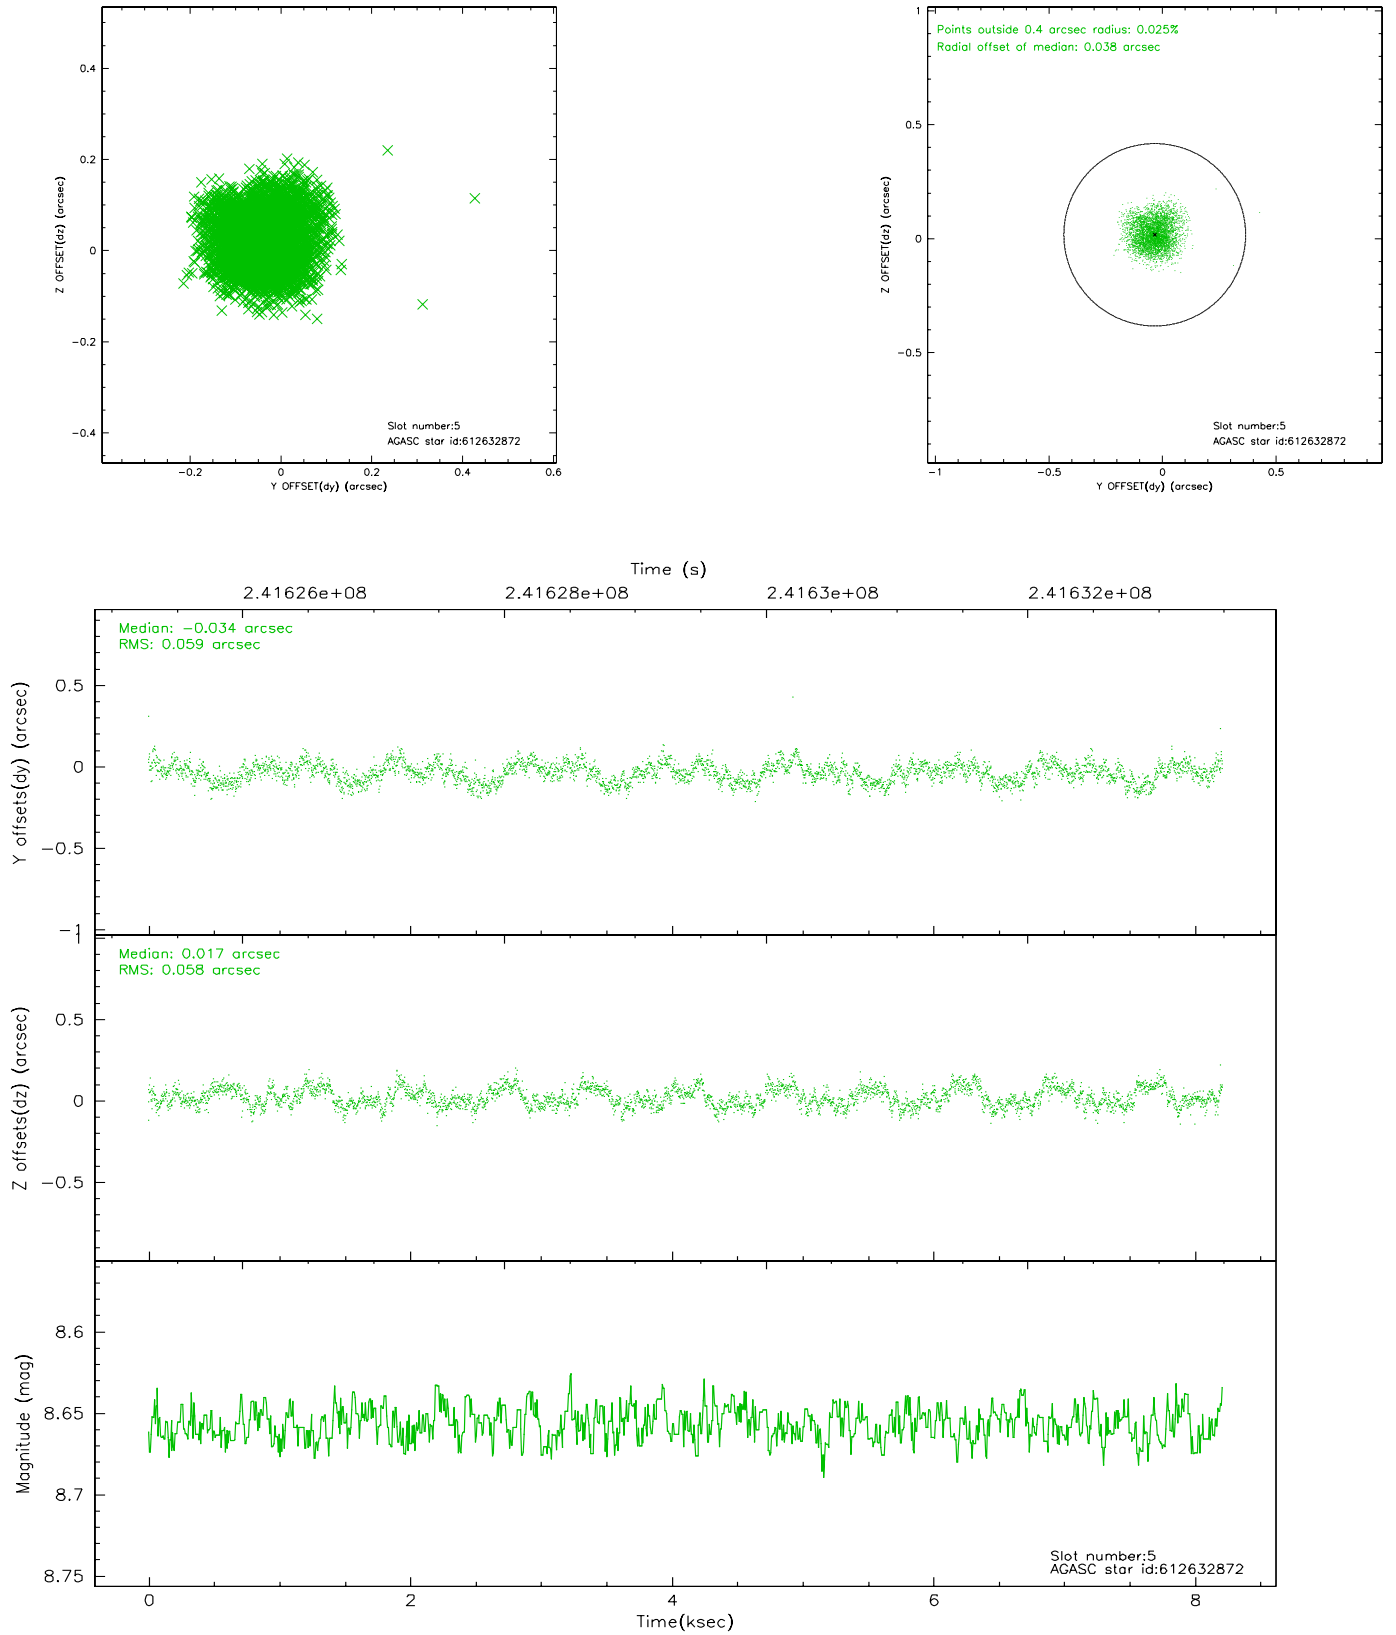 0.4
0.2
0
−0.2
−0.4
Z OFFSET(dz) (arcsec)
−0.2 0 0.2 0.4 0.6
Y OFFSET(dy) (arcsec)
Slot number:5
AGASC star id:612632872
Points outside 0.4 arcsec radius: 0.025%
Radial offset of median: 0.038 arcsec
1
0.5
0
−0.5
Z OFFSET(dz) (arcsec)
−1 −0.5 0 0.5
Y OFFSET(dy) (arcsec)
Slot number:5
AGASC star id:612632872
Time (s)
2.41626e+08 2.41628e+08 2.4163e+08 2.41632e+08
Median: −0.034 arcsec
RMS: 0.059 arcsec
0.5
0
−0.5
−1
Y offsets(dy) (arcsec)
Median: 0.017 arcsec
RMS: 0.058 arcsec
1
0.5
0
−0.5
Z offsets(dz) (arcsec)
8.6
8.65
8.7
8.75
Magnitude (mag)
Slot number:5
AGASC star id:612632872
0 2 4 6 8
Time(ksec)